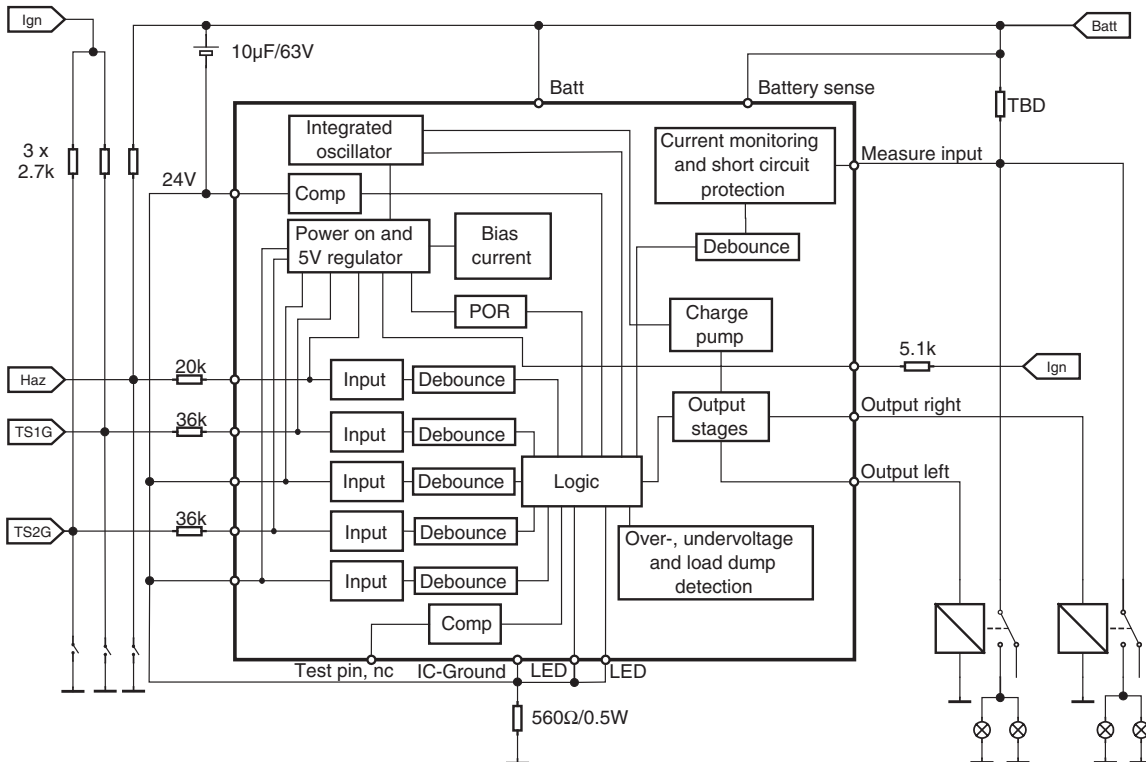 Ign
Batt
10µF/63V
Batt
Battery sense
TBD
Integrated
oscillator
Current monitoring
and short circuit
protection
Measure input
3 x
2.7k
24V
Comp
Power on and
5V regulator
Bias
current
Debounce
POR
Charge
pump
5.1k
Haz
20k
Input
Debounce
Ign
TS1G
36k
Input
Debounce
Output
stages
Output right
Input
Debounce
Logic
Output left
TS2G
36k
Input
Debounce
Over-, undervoltage
and load dump
detection
Input
Debounce
Comp
Test pin, nc
IC-Ground
LED
LED
560Ω/0.5W